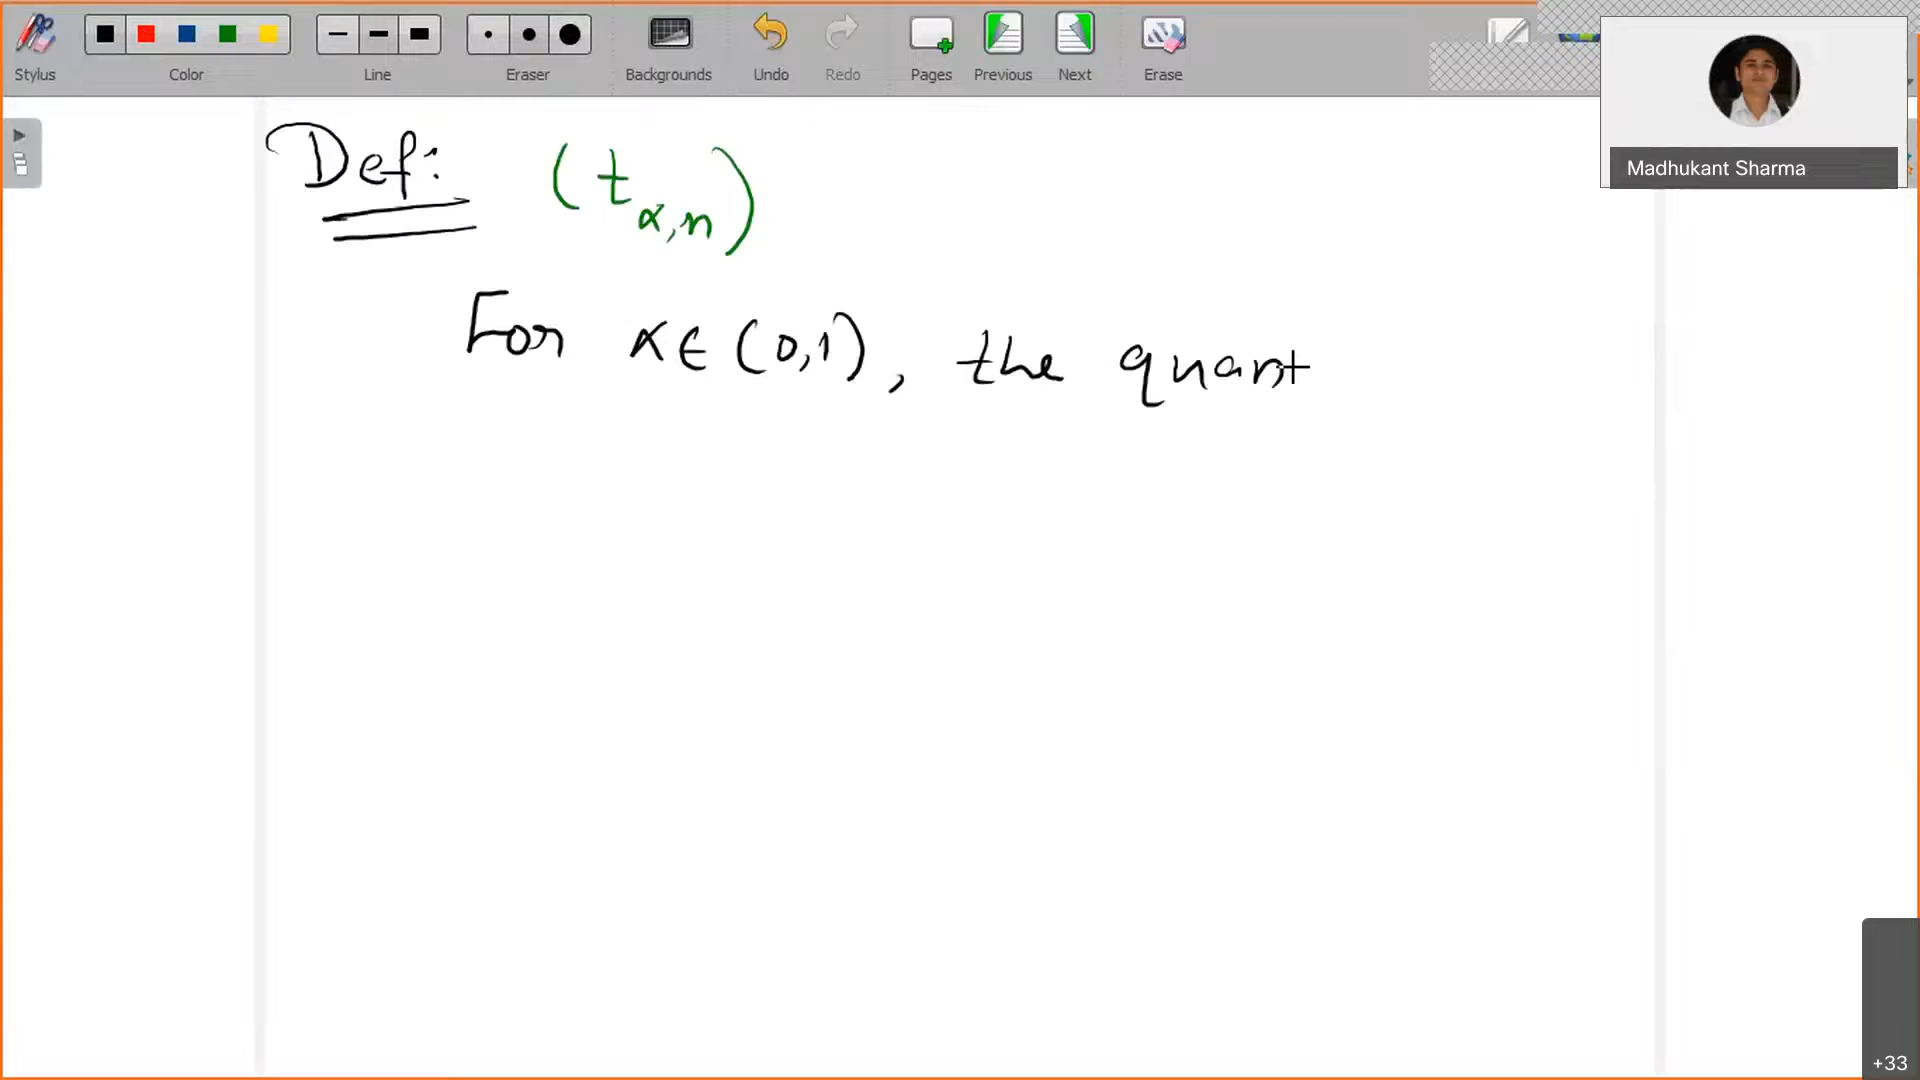 Stylus
Color
Line
Eraser
Backgrounds
Undo
Redo
Pages
Previous
Next
Erase
Madhukant Sharma
Def: (t_{α,n})
For α ∈ (0,1), the quant
+33